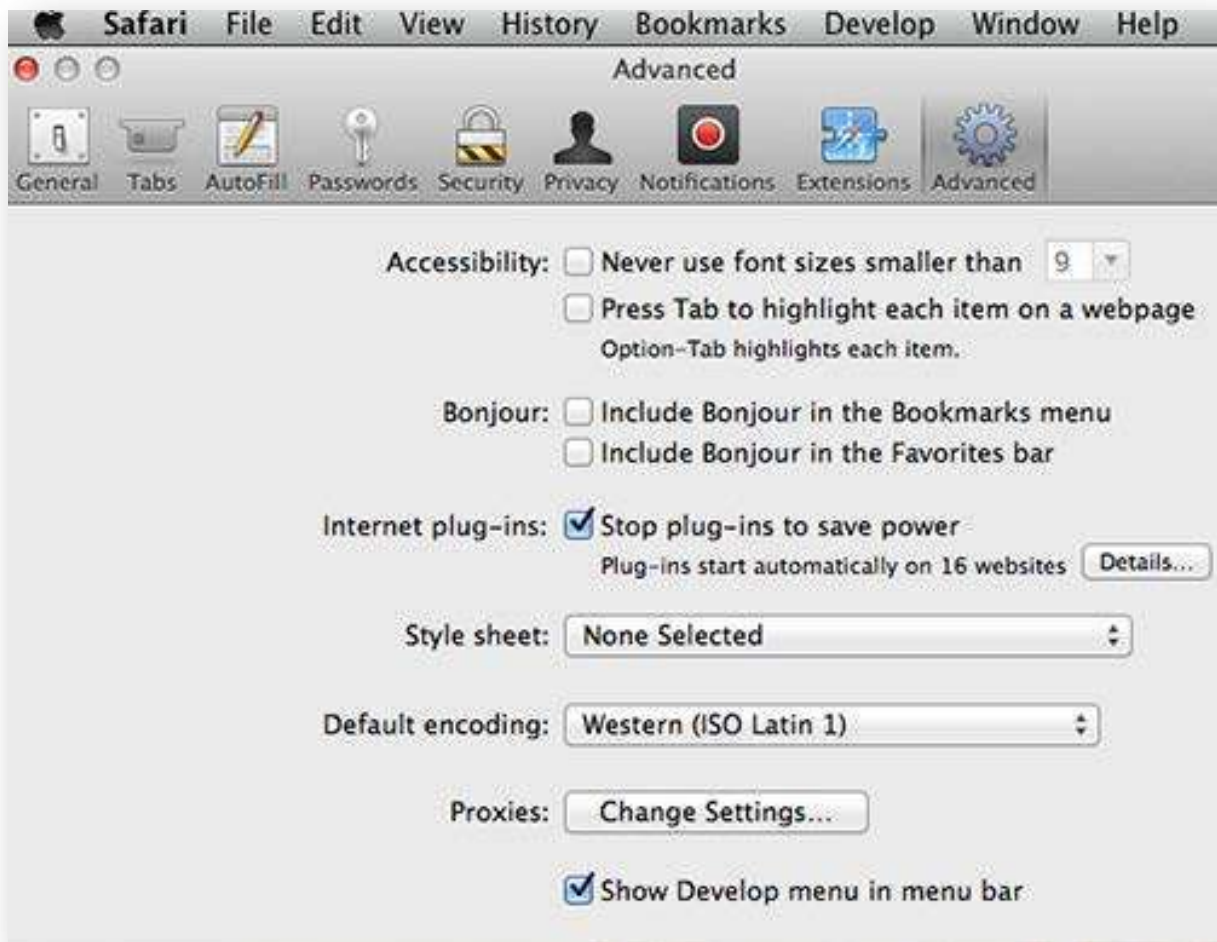 Safari File Edit View History Bookmarks Develop Window Help
Advanced
General Tabs AutoFill Passwords Security Privacy Notifications Extensions Advanced
Accessibility: Never use font sizes smaller than 9
Press Tab to highlight each item on a webpage
Option-Tab highlights each item.
Bonjour: Include Bonjour in the Bookmarks menu
Include Bonjour in the Favorites bar
Internet plug-ins: Stop plug-ins to save power
Plug-ins start automatically on 16 websites Details...
Style sheet: None Selected
Default encoding: Western (ISO Latin 1)
Proxies: Change Settings...
Show Develop menu in menu bar